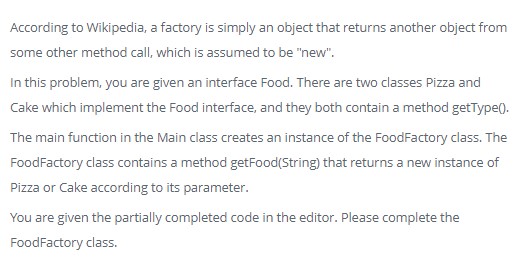 According to Wikipedia, a factory is simply an object that returns another object from
some other method call, which is assumed to be "new".
In this problem, you are given an interface Food. There are two classes Pizza and
Cake which implement the Food interface, and they both contain a method getType().
The main function in the Main class creates an instance of the FoodFactory class. The
FoodFactory class contains a method getFood(String) that returns a new instance of
Pizza or Cake according to its parameter.
You are given the partially completed code in the editor. Please complete the
FoodFactory class.